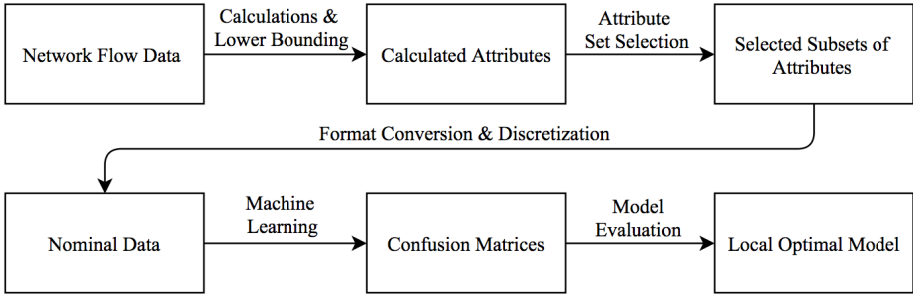 Network Flow Data
Calculations &
Lower Bounding
Calculated Attributes
Attribute
Set Selection
Selected Subsets of
Attributes
Format Conversion & Discretization
Nominal Data
Machine
Learning
Confusion Matrices
Model
Evaluation
Local Optimal Model